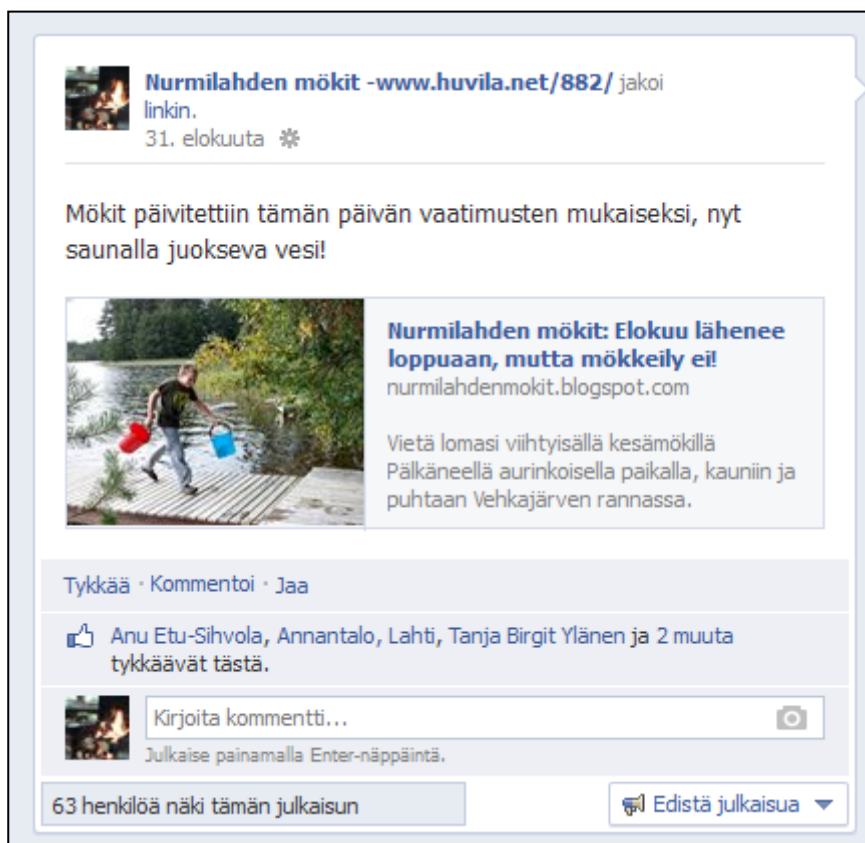 Nurmilahden mökit -www.huvila.net/882/ jakoi
linkin.
31. elokuuta
Mökit päivitettiin tämän päivän vaatimusten mukaiseksi, nyt
saunalla juokseva vesi!
Nurmilahden mökit: Elokuu lähenee
loppuaan, mutta mökkeily ei!
nurmilahdenmokit.blogspot.com
Vietä lomasi viihtyisällä kesämökillä
Pälkäneellä aurinkoisella paikalla, kauniin ja
puhtaan Vehkajärven rannassa.
Tykkää · Kommentoi · Jaa
Anu Etu-Sihvola, Annantalo, Lahti, Tanja Birgit Ylänen ja 2 muuta
tykkäävät tästä.
Kirjoita kommentti...
Julkaise painamalla Enter-näppäintä.
63 henkilöä näki tämän julkaisun Edistä julkaisua